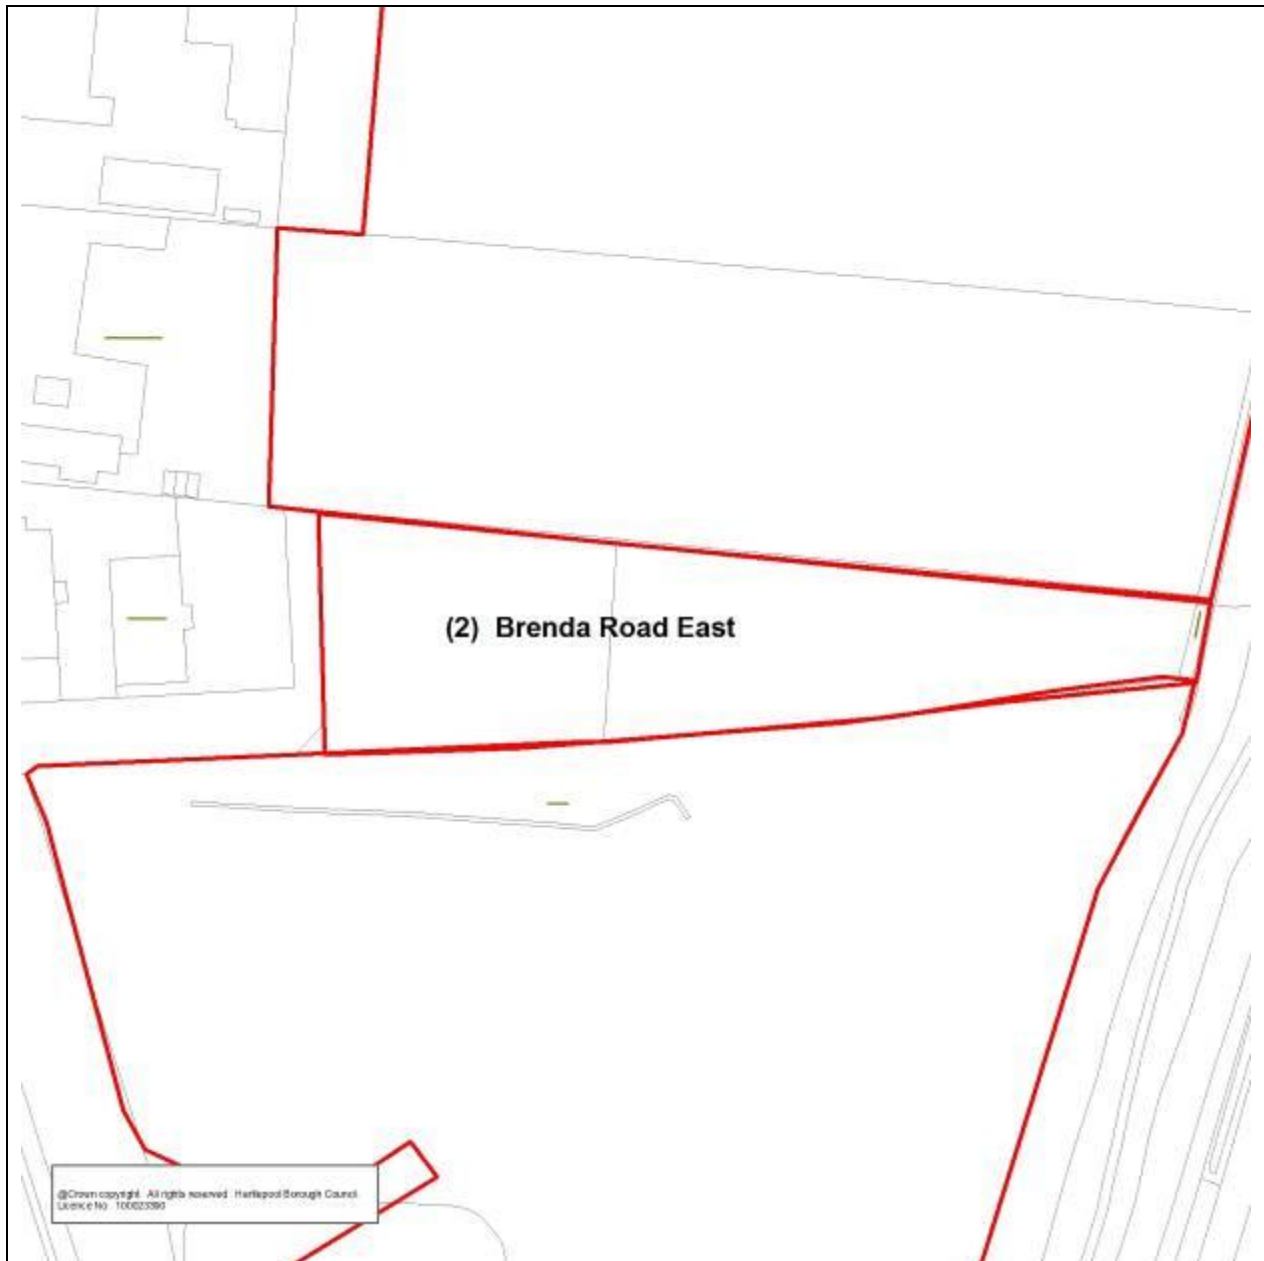 (2) Brenda Road East
@Crown copyright. All rights reserved. Hartlepool Borough Council.
Licence No. 100023390